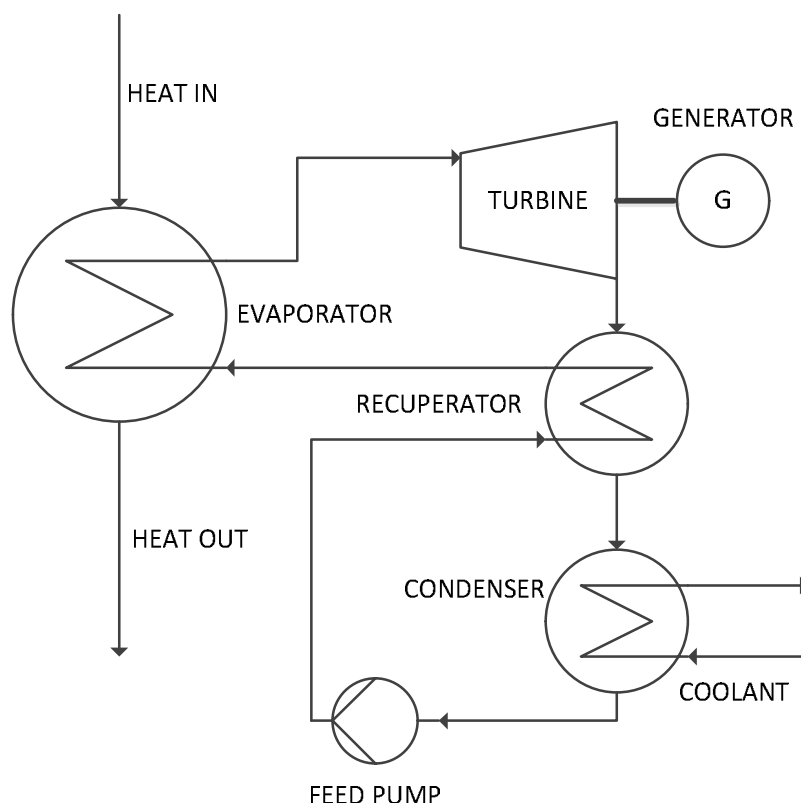 HEAT IN
GENERATOR
TURBINE
G
EVAPORATOR
RECUPERATOR
HEAT OUT
CONDENSER
COOLANT
FEED PUMP